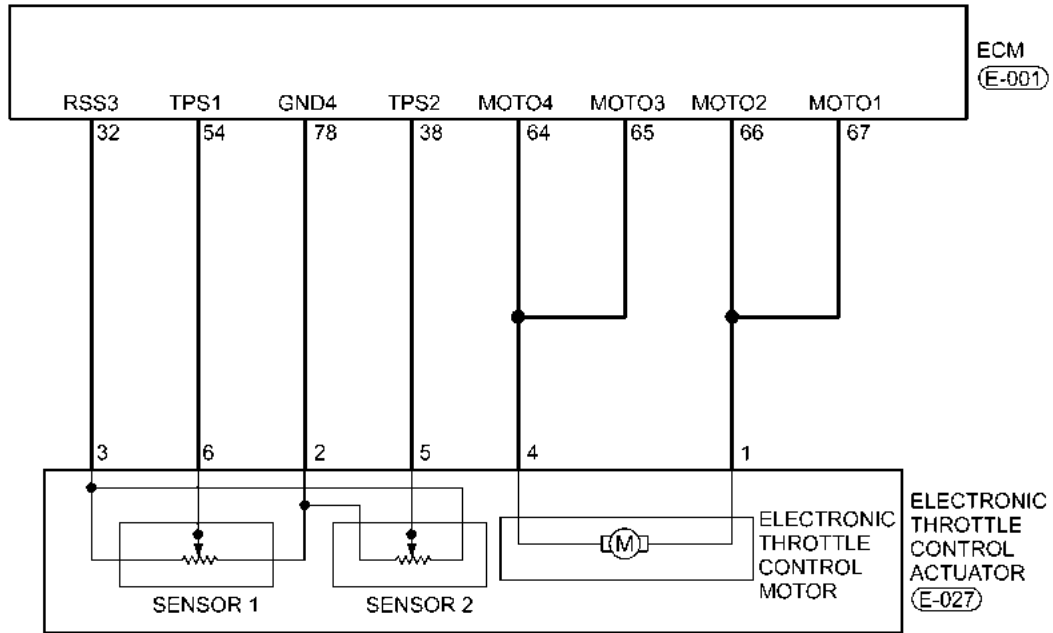 ECM
E-001
RSS3 TPS1 GND4 TPS2 MOTO4 MOTO3 MOTO2 MOTO1
32 54 78 38 64 65 66 67
3 6 2 5 4 1
M
ELECTRONIC
THROTTLE
CONTROL
MOTOR
ELECTRONIC
THROTTLE
CONTROL
ACTUATOR
E-027
SENSOR 1 SENSOR 2